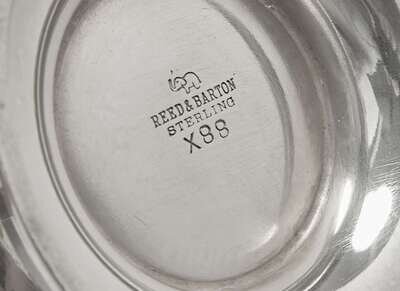 REED & BARTON
STERLING
X88